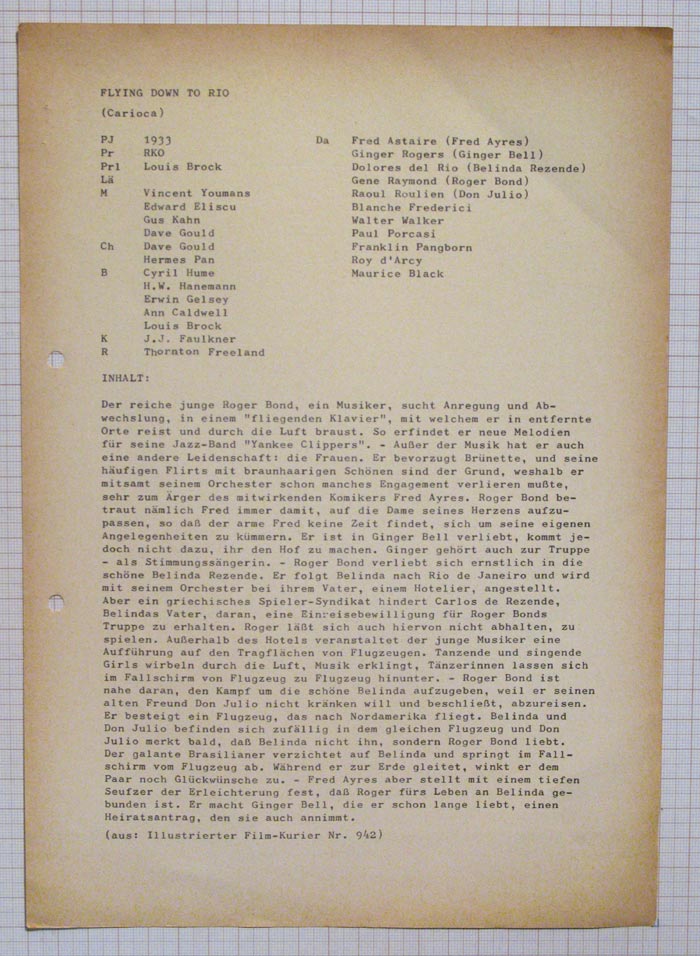 FLYING DOWN TO RIO
(Carioca)
PJ 1933
Pr RKO
Prl Louis Brock
Lä
M Vincent Youmans
Edward Eliscu
Gus Kahn
Dave Gould
Ch Dave Gould
Hermes Pan
B Cyril Hume
H.W. Hanemann
Erwin Gelsey
Ann Caldwell
Louis Brock
K J.J. Faulkner
R Thornton Freeland
Da Fred Astaire (Fred Ayres)
Ginger Rogers (Ginger Bell)
Dolores del Rio (Belinda Rezende)
Gene Raymond (Roger Bond)
Raoul Roulien (Don Julio)
Blanche Frederici
Walter Walker
Paul Porcasi
Franklin Pangborn
Roy d'Arcy
Maurice Black
INHALT:
Der reiche junge Roger Bond, ein Musiker, sucht Anregung und Ab-
wechslung, in einem "fliegenden Klavier", mit welchem er in entfernte
Orte reist und durch die Luft braust. So erfindet er neue Melodien
für seine Jazz-Band "Yankee Clippers". - Außer der Musik hat er auch
eine andere Leidenschaft: die Frauen. Er bevorzugt Brünette, und seine
häufigen Flirts mit braunhaarigen Schönen sind der Grund, weshalb er
mitsamt seinem Orchester schon manches Engagement verlieren mußte,
sehr zum Ärger des mitwirkenden Komikers Fred Ayres. Roger Bond be-
traut nämlich Fred immer damit, auf die Dame seines Herzens aufzu-
passen, so daß der arme Fred keine Zeit findet, sich um seine eigenen
Angelegenheiten zu kümmern. Er ist in Ginger Bell verliebt, kommt je-
doch nicht dazu, ihr den Hof zu machen. Ginger gehört auch zur Truppe
- als Stimmungssängerin. - Roger Bond verliebt sich ernstlich in die
schöne Belinda Rezende. Er folgt Belinda nach Rio de Janeiro und wird
mit seinem Orchester bei ihrem Vater, einem Hotelier, angestellt.
Aber ein griechisches Spieler-Syndikat hindert Carlos de Rezende,
Belindas Vater, daran, eine Einreisebewilligung für Roger Bonds
Truppe zu erhalten. Roger läßt sich auch hiervon nicht abhalten, zu
spielen. Außerhalb des Hotels veranstaltet der junge Musiker eine
Aufführung auf den Tragflächen von Flugzeugen. Tanzende und singende
Girls wirbeln durch die Luft, Musik erklingt, Tänzerinnen lassen sich
im Fallschirm von Flugzeug zu Flugzeug hinunter. - Roger Bond ist
nahe daran, den Kampf um die schöne Belinda aufzugeben, weil er seinen
alten Freund Don Julio nicht kränken will und beschließt, abzureisen.
Er besteigt ein Flugzeug, das nach Nordamerika fliegt. Belinda und
Don Julio befinden sich zufällig in dem gleichen Flugzeug und Don
Julio merkt bald, daß Belinda nicht ihn, sondern Roger Bond liebt.
Der galante Brasilianer verzichtet auf Belinda und springt im Fall-
schirm vom Flugzeug ab. Während er zur Erde gleitet, winkt er dem
Paar noch Glückwünsche zu. - Fred Ayres aber stellt mit einem tiefen
Seufzer der Erleichterung fest, daß Roger fürs Leben an Belinda ge-
bunden ist. Er macht Ginger Bell, die er schon lange liebt, einen
Heiratsantrag, den sie auch annimmt.
(aus: Illustrierter Film-Kurier Nr. 942)